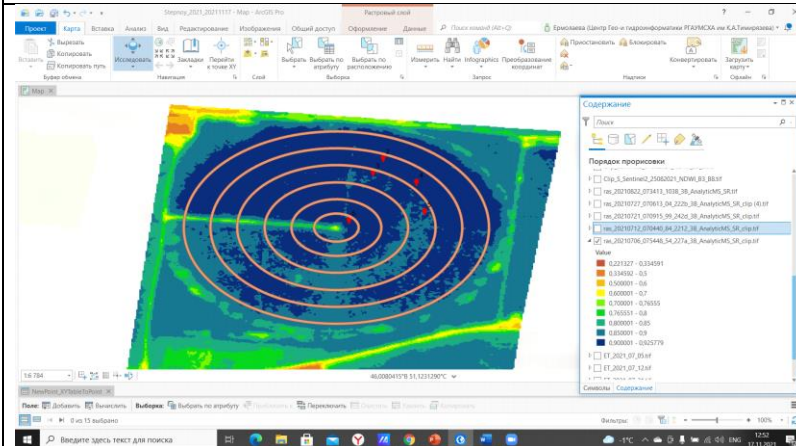 Stepnoy_2021_20211117 - Map - ArcGIS Pro
Растровый слой
Проект Карта Вставка Анализ Вид Редактирование Изображения Общий доступ Оформление Данные
Ермолаева (Центр Гео-и гидроинформатики РГАУМСХА им К.А.Тимирязева)
Вставить
Вырезать
Копировать
Копировать путь
Исследовать
Закладки
Перейти к точке XY
Выбрать
Выбрать по атрибуту
Выбрать по расположению
Измерить
Найти
Infographics
Преобразование координат
Приостановить
Блокировать
Конвертировать
Загрузить карту
Буфер обмена
Навигация
Слой
Выборка
Запрос
Надписи
Офлайн
Map
Содержание
Поиск
Порядок прорисовки
Clip_S_Sentinel2_25062021_NDWI_B3_B8.tif
ras_20210822_073413_1038_3B_AnalyticMS_SR.tif
ras_20210727_070613_04_222b_3B_AnalyticMS_SR_clip (4).tif
ras_20210721_070915_99_242d_3B_AnalyticMS_SR_clip.tif
ras_20210712_070440_84_2212_3B_AnalyticMS_SR_clip.tif
ras_20210706_075448_54_227a_3B_AnalyticMS_SR_clip.tif
Value
0,221327 - 0,334591
0,334592 - 0,5
0,500001 - 0,6
0,600001 - 0,7
0,700001 - 0,76555
0,765551 - 0,8
0,800001 - 0,85
0,850001 - 0,9
0,900001 - 0,925779
ET_2021_07_05.tif
ET_2021_07_12.tif
Символы Содержание
1:6 784
46,0080415°В 51,1231290°С
NewPoint_XYTableToPoint
Поле: Добавить Вычислить Выборка: Выбрать по атрибуту Переключить
0 из 15 выбрано
Фильтры:
100%
Введите здесь текст для поиска
-1°C
ENG
12:52
17.11.2021